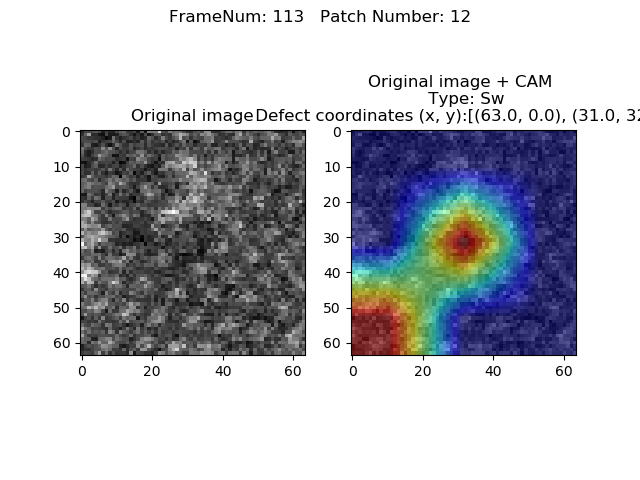 FrameNum: 113   Patch Number: 12
Original image + CAM
Type: Sw
Original image
Defect coordinates (x, y):[(63.0, 0.0), (31.0, 32
0
10
20
30
40
50
60
0 20 40 60
0
10
20
30
40
50
60
0 20 40 60